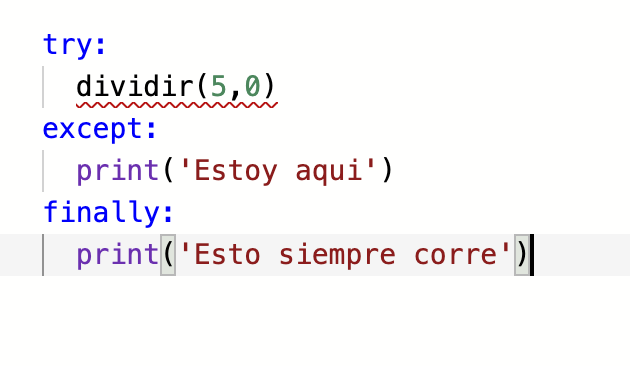 try:
  dividir(5,0)
except:
  print('Estoy aqui')
finally:
  print('Esto siempre corre')